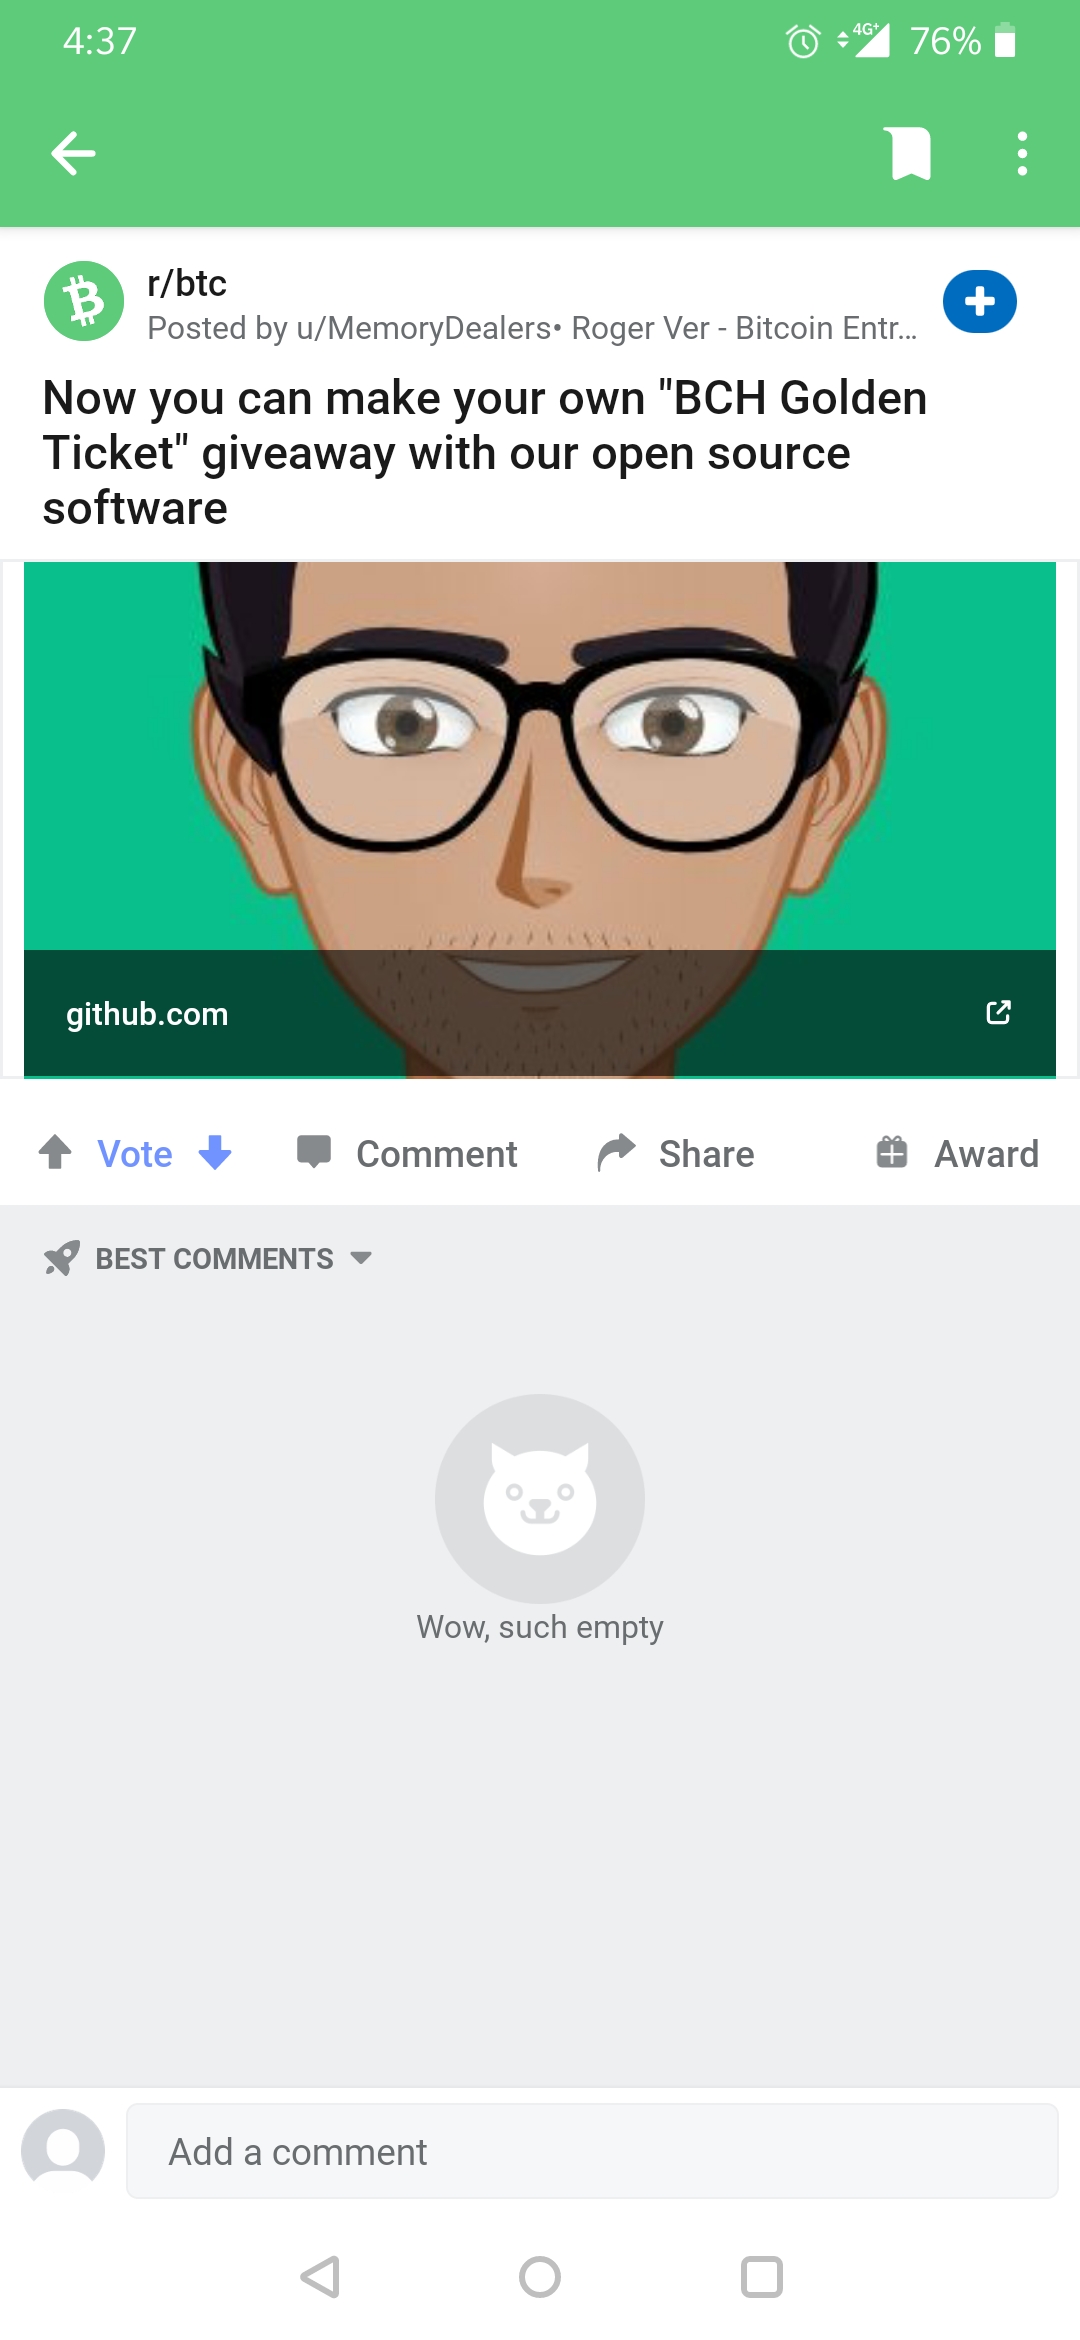 4:37
4G+ 76%
r/btc
Posted by u/MemoryDealers• Roger Ver - Bitcoin Entr...
Now you can make your own "BCH Golden
Ticket" giveaway with our open source
software
github.com
Vote Comment Share Award
BEST COMMENTS
Wow, such empty
Add a comment